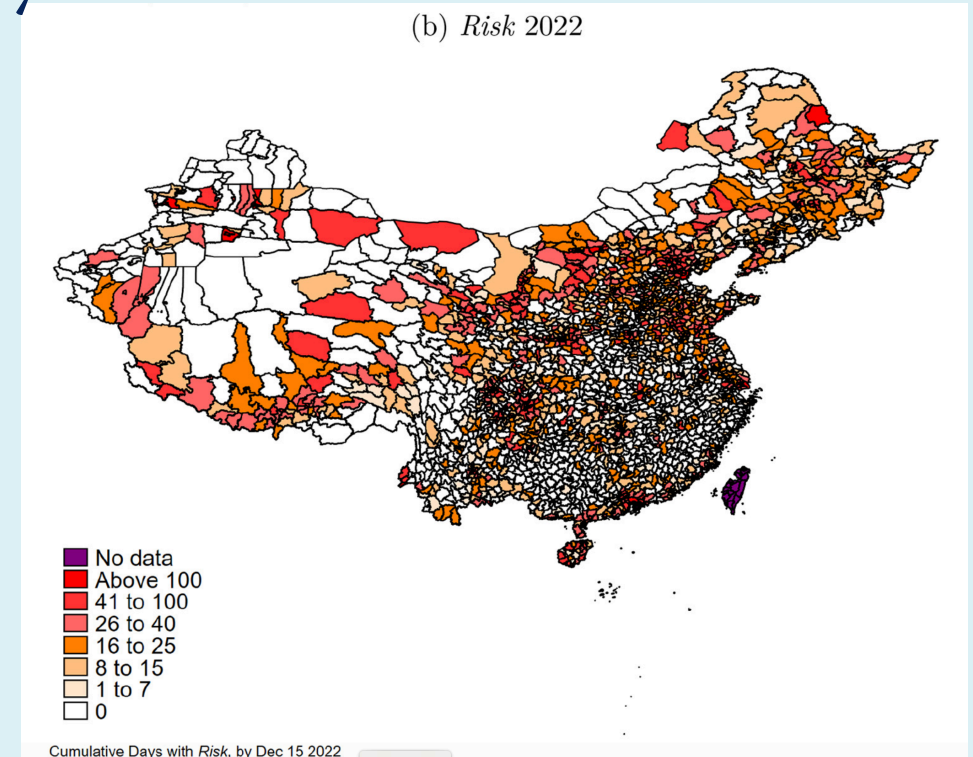 (b) Risk 2022
No data
Above 100
41 to 100
26 to 40
16 to 25
8 to 15
1 to 7
0
Cumulative Days with Risk, by Dec 15 2022